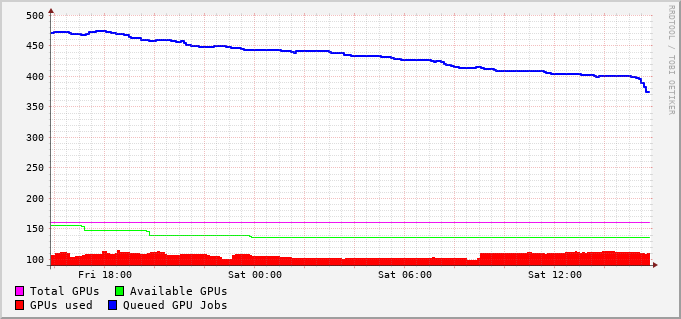 500
450
400
350
300
250
200
150
100
Fri 18:00 Sat 00:00 Sat 06:00 Sat 12:00
Total GPUs Available GPUs
GPUs used Queued GPU Jobs
RRDTOOL / TOBI OETIKER